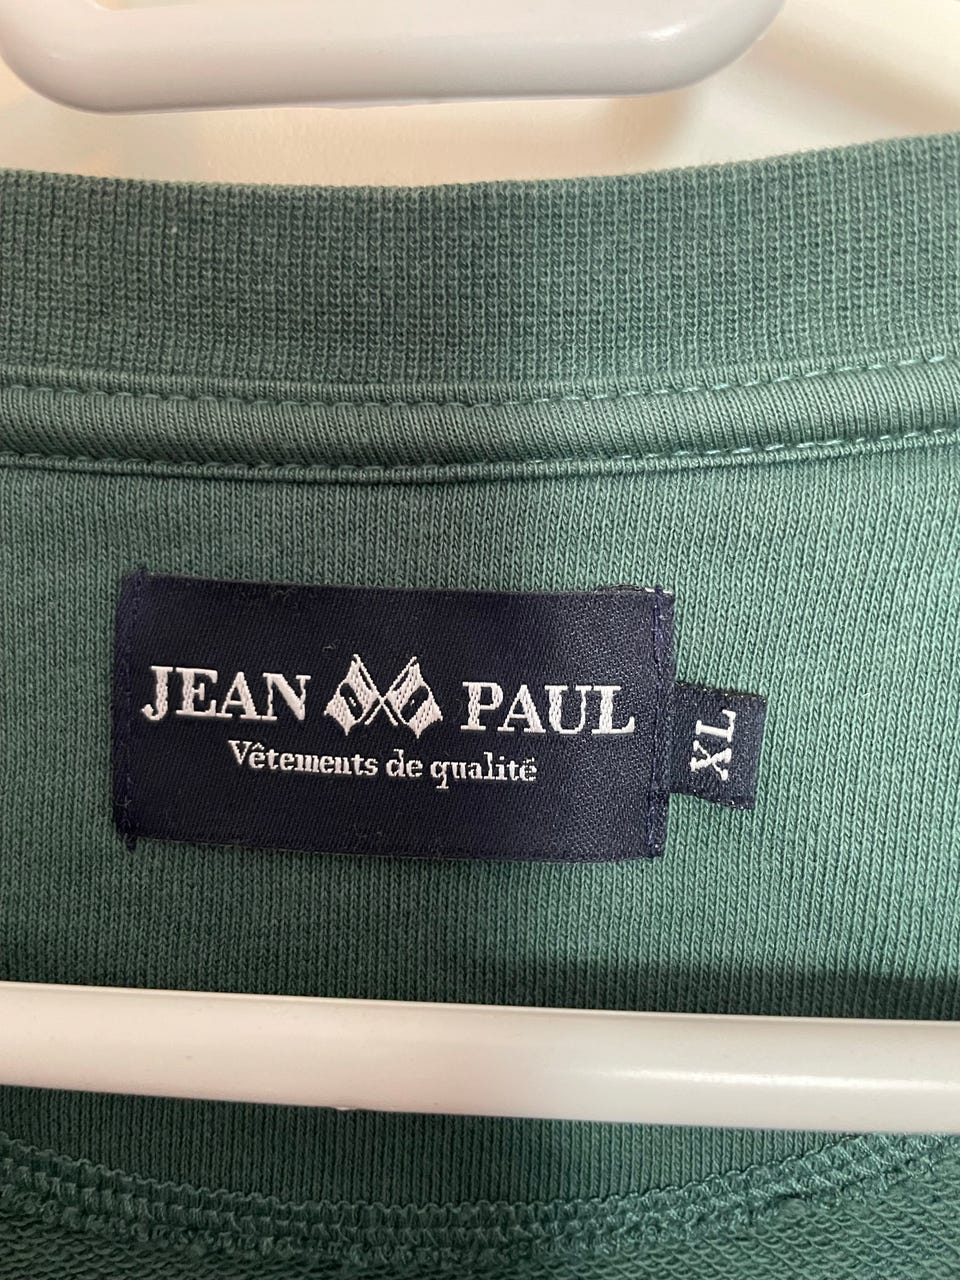 JEAN PAUL
Vêtements de qualité
XL